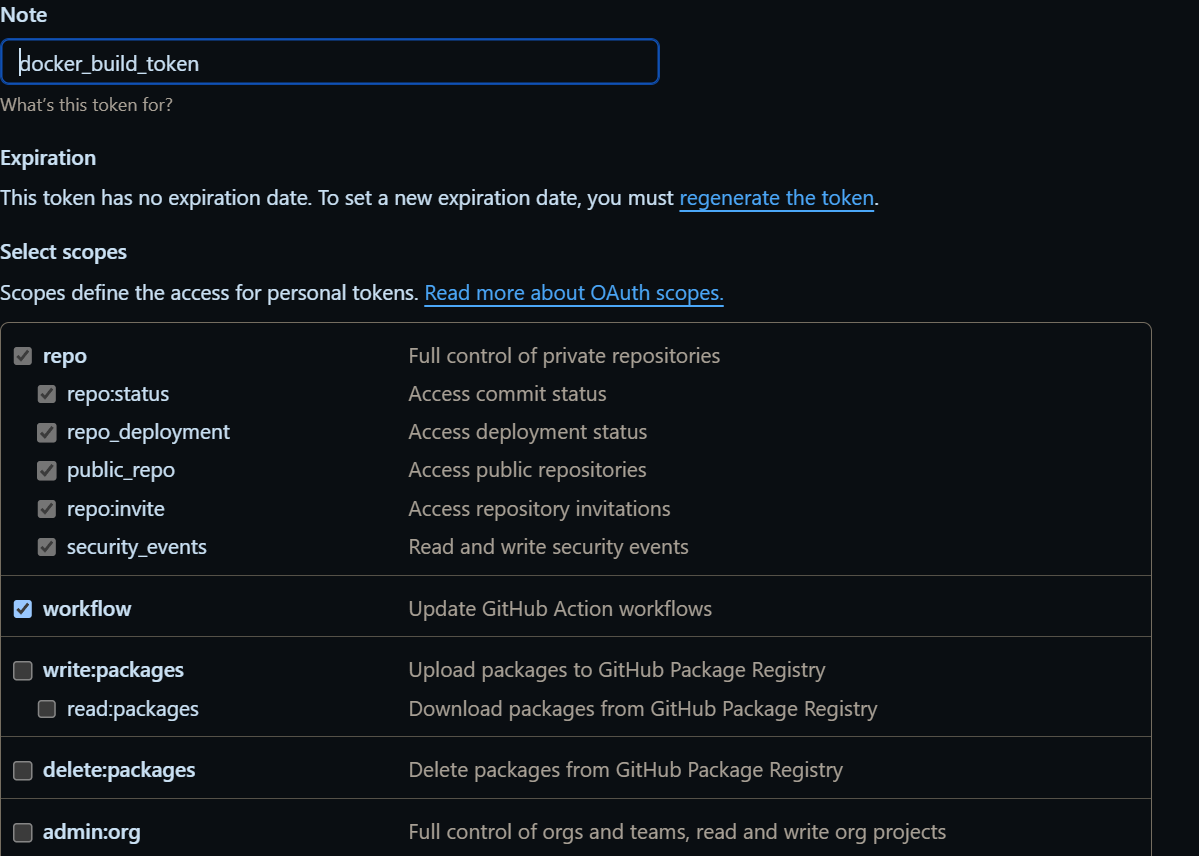 Note
docker_build_token
What's this token for?
Expiration
This token has no expiration date. To set a new expiration date, you must regenerate the token.
Select scopes
Scopes define the access for personal tokens. Read more about OAuth scopes.
repo Full control of private repositories
repo:status Access commit status
repo_deployment Access deployment status
public_repo Access public repositories
repo:invite Access repository invitations
security_events Read and write security events
workflow Update GitHub Action workflows
write:packages Upload packages to GitHub Package Registry
read:packages Download packages from GitHub Package Registry
delete:packages Delete packages from GitHub Package Registry
admin:org Full control of orgs and teams, read and write org projects